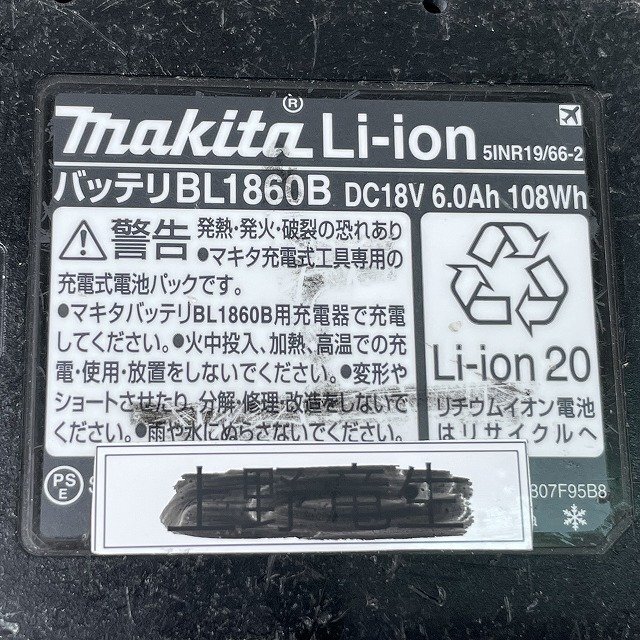 makita® Li-ion 5INR19/66-2
バッテリBL1860B DC18V 6.0Ah 108Wh
警告 発熱・発火・破裂の恐れあり
●マキタ充電式工具専用の
充電式電池パックです。
●マキタバッテリBL1860B用充電器で充電
してください。●火中投入、加熱、高温での充
電・使用・放置をしないでください。●変形や
ショートさせたり、分解・修理・改造をしないで
ください。●雨や水にぬらさないでください。
Li-ion 20
リチウムイオン電池
はリサイクルへ
PS
E
307F95B8